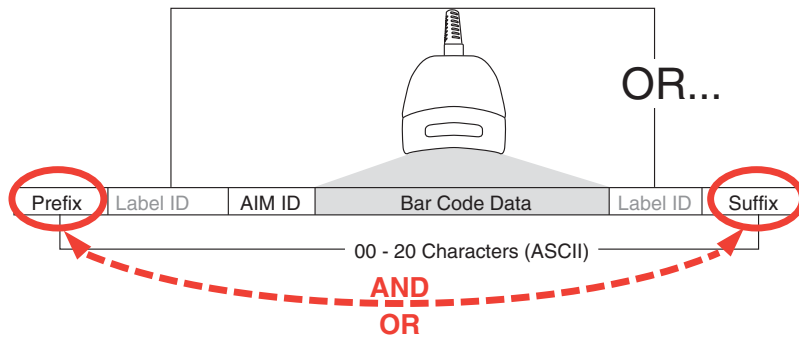 OR...
Prefix Label ID AIM ID Bar Code Data Label ID Suffix
00 - 20 Characters (ASCII)
AND
OR